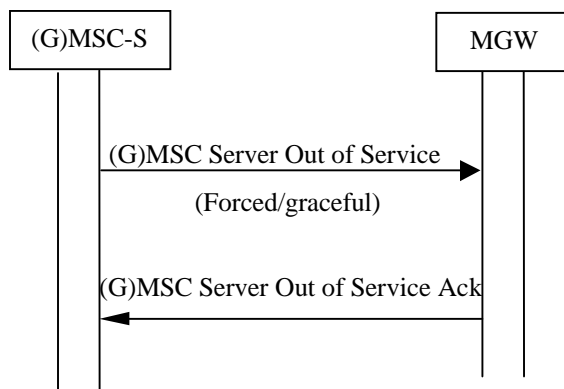 (G)MSC-S
MGW
(G)MSC Server Out of Service
(Forced/graceful)
(G)MSC Server Out of Service Ack